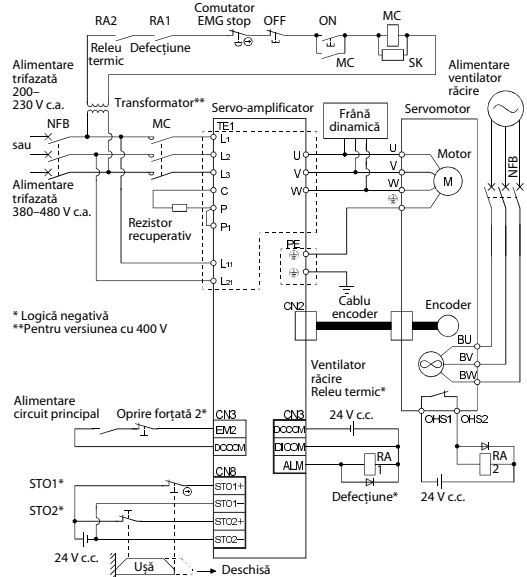 Comutator
EMG stop
RA2
RA1
OFF
ON
MC
Releu
termic
Defecțiune
MC
SK
Alimentare
trifazată
200–
230 V c.a.
Transformator**
Servo-amplificator
Frână
dinamică
Servomotor
Alimentare
ventilator
răcire
NFB
MC
TE1
sau
L1
L2
L3
C
P
P1
L11
L21
U
V
W
U
V
W
Motor
M
NFB
Alimentare
trifazată
380–480 V c.a.
Rezistor
recuperativ
PE
CN2
Cablu
encoder
Encoder
* Logică negativă
**Pentru versiunea cu 400 V
BU
BV
BW
Ventilator
răcire
Releu termic*
OHS1
OHS2
Alimentare
circuit principal
Oprire forțată 2*
CN3
EM2
DOCOM
CN3
DOCOM
DICOM
ALM
24 V c.c.
RA
1
Defecțiune*
RA
2
24 V c.c.
CN8
STO1*
STO1+
STO1–
STO2*
STO2+
STO2–
24 V c.c.
Ușă
Deschisă